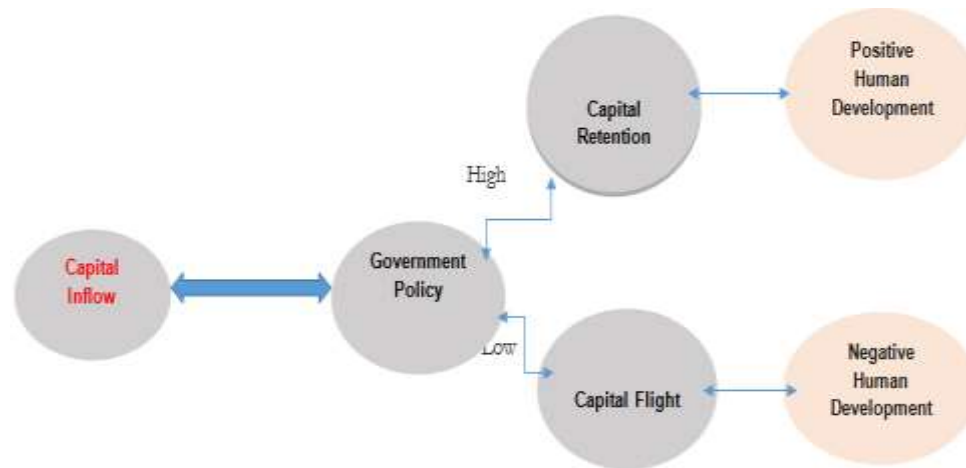 Positive
Human
Development
Capital
Retention
High
Government
Policy
Capital
Inflow
Low
Capital Flight
Negative
Human
Development